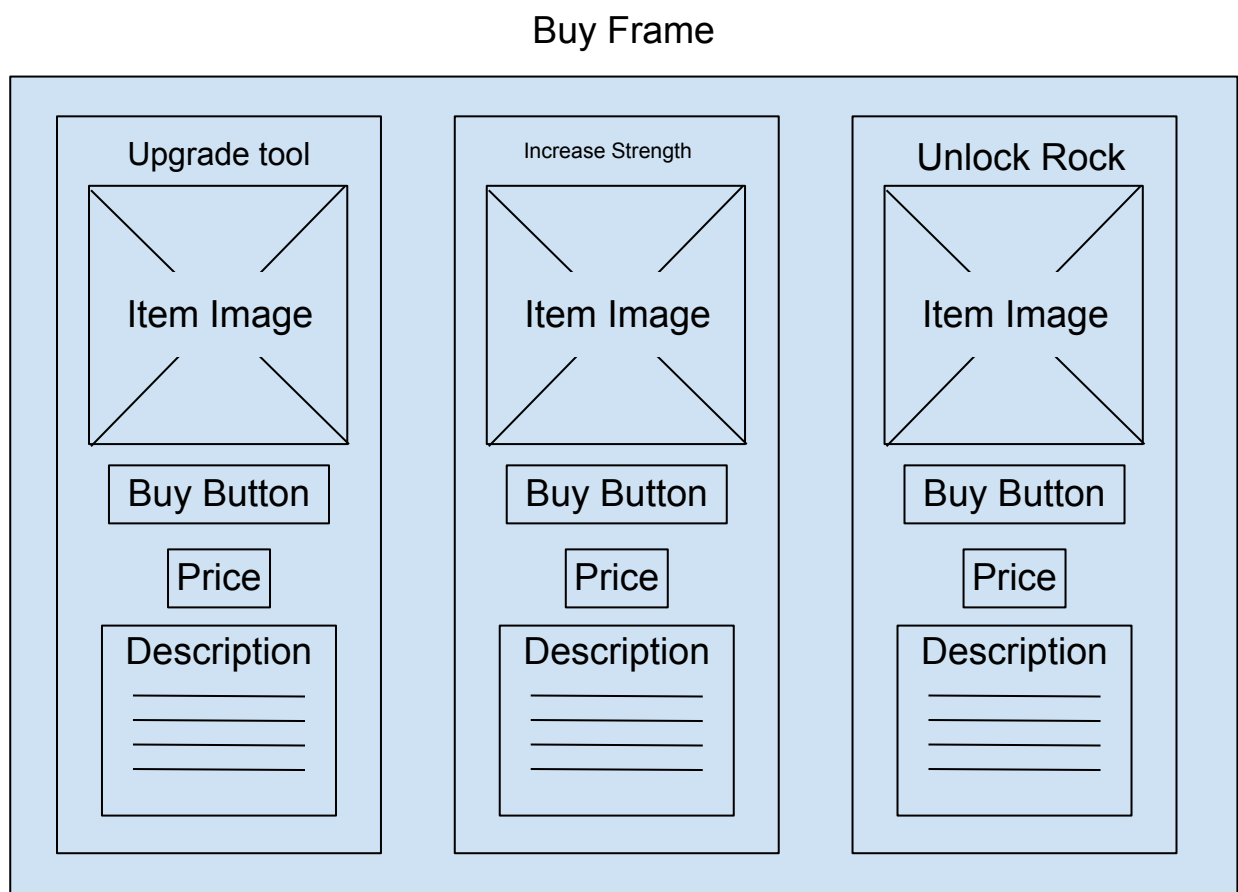 Buy Frame
Upgrade tool
Item Image
Buy Button
Price
Description
Increase Strength
Item Image
Buy Button
Price
Description
Unlock Rock
Item Image
Buy Button
Price
Description